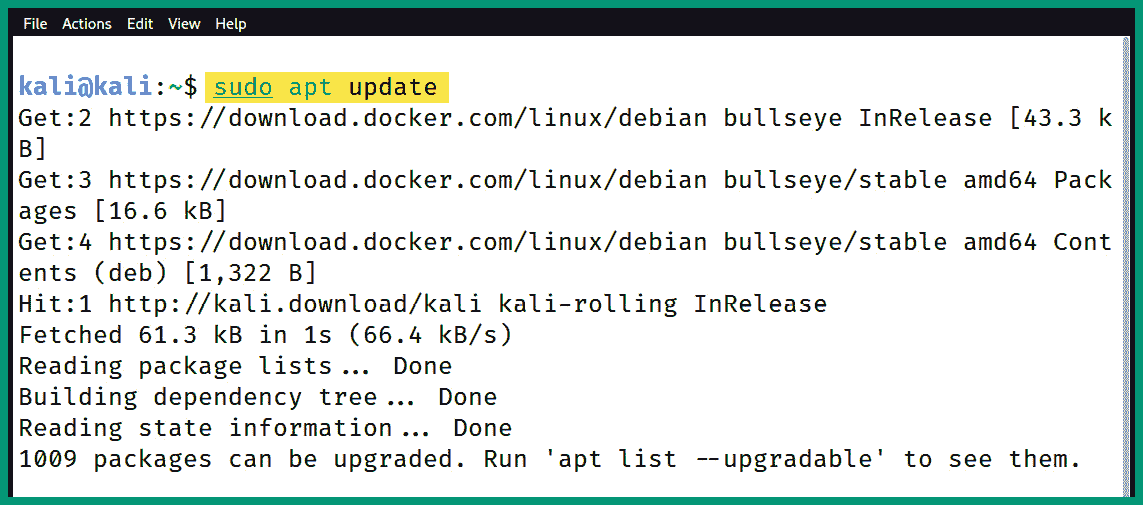 File Actions Edit View Help
kali@kali:~$ sudo apt update
Get:2 https://download.docker.com/linux/debian bullseye InRelease [43.3 k
B]
Get:3 https://download.docker.com/linux/debian bullseye/stable amd64 Pack
ages [16.6 kB]
Get:4 https://download.docker.com/linux/debian bullseye/stable amd64 Cont
ents (deb) [1,322 B]
Hit:1 http://kali.download/kali kali-rolling InRelease
Fetched 61.3 kB in 1s (66.4 kB/s)
Reading package lists... Done
Building dependency tree... Done
Reading state information... Done
1009 packages can be upgraded. Run 'apt list --upgradable' to see them.